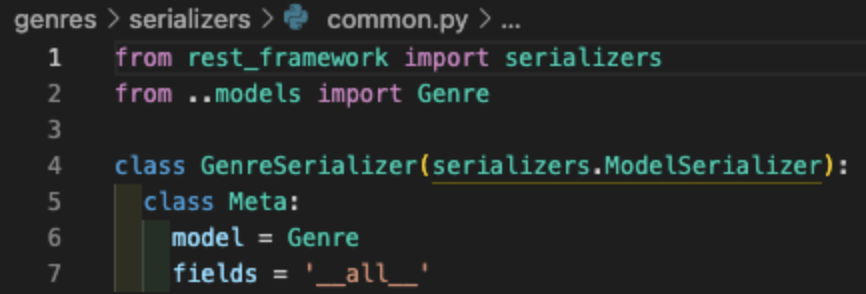 genres > serializers > common.py > ...
1 from rest_framework import serializers
2 from ..models import Genre
3
4 class GenreSerializer(serializers.ModelSerializer):
5   class Meta:
6     model = Genre
7     fields = '__all__'